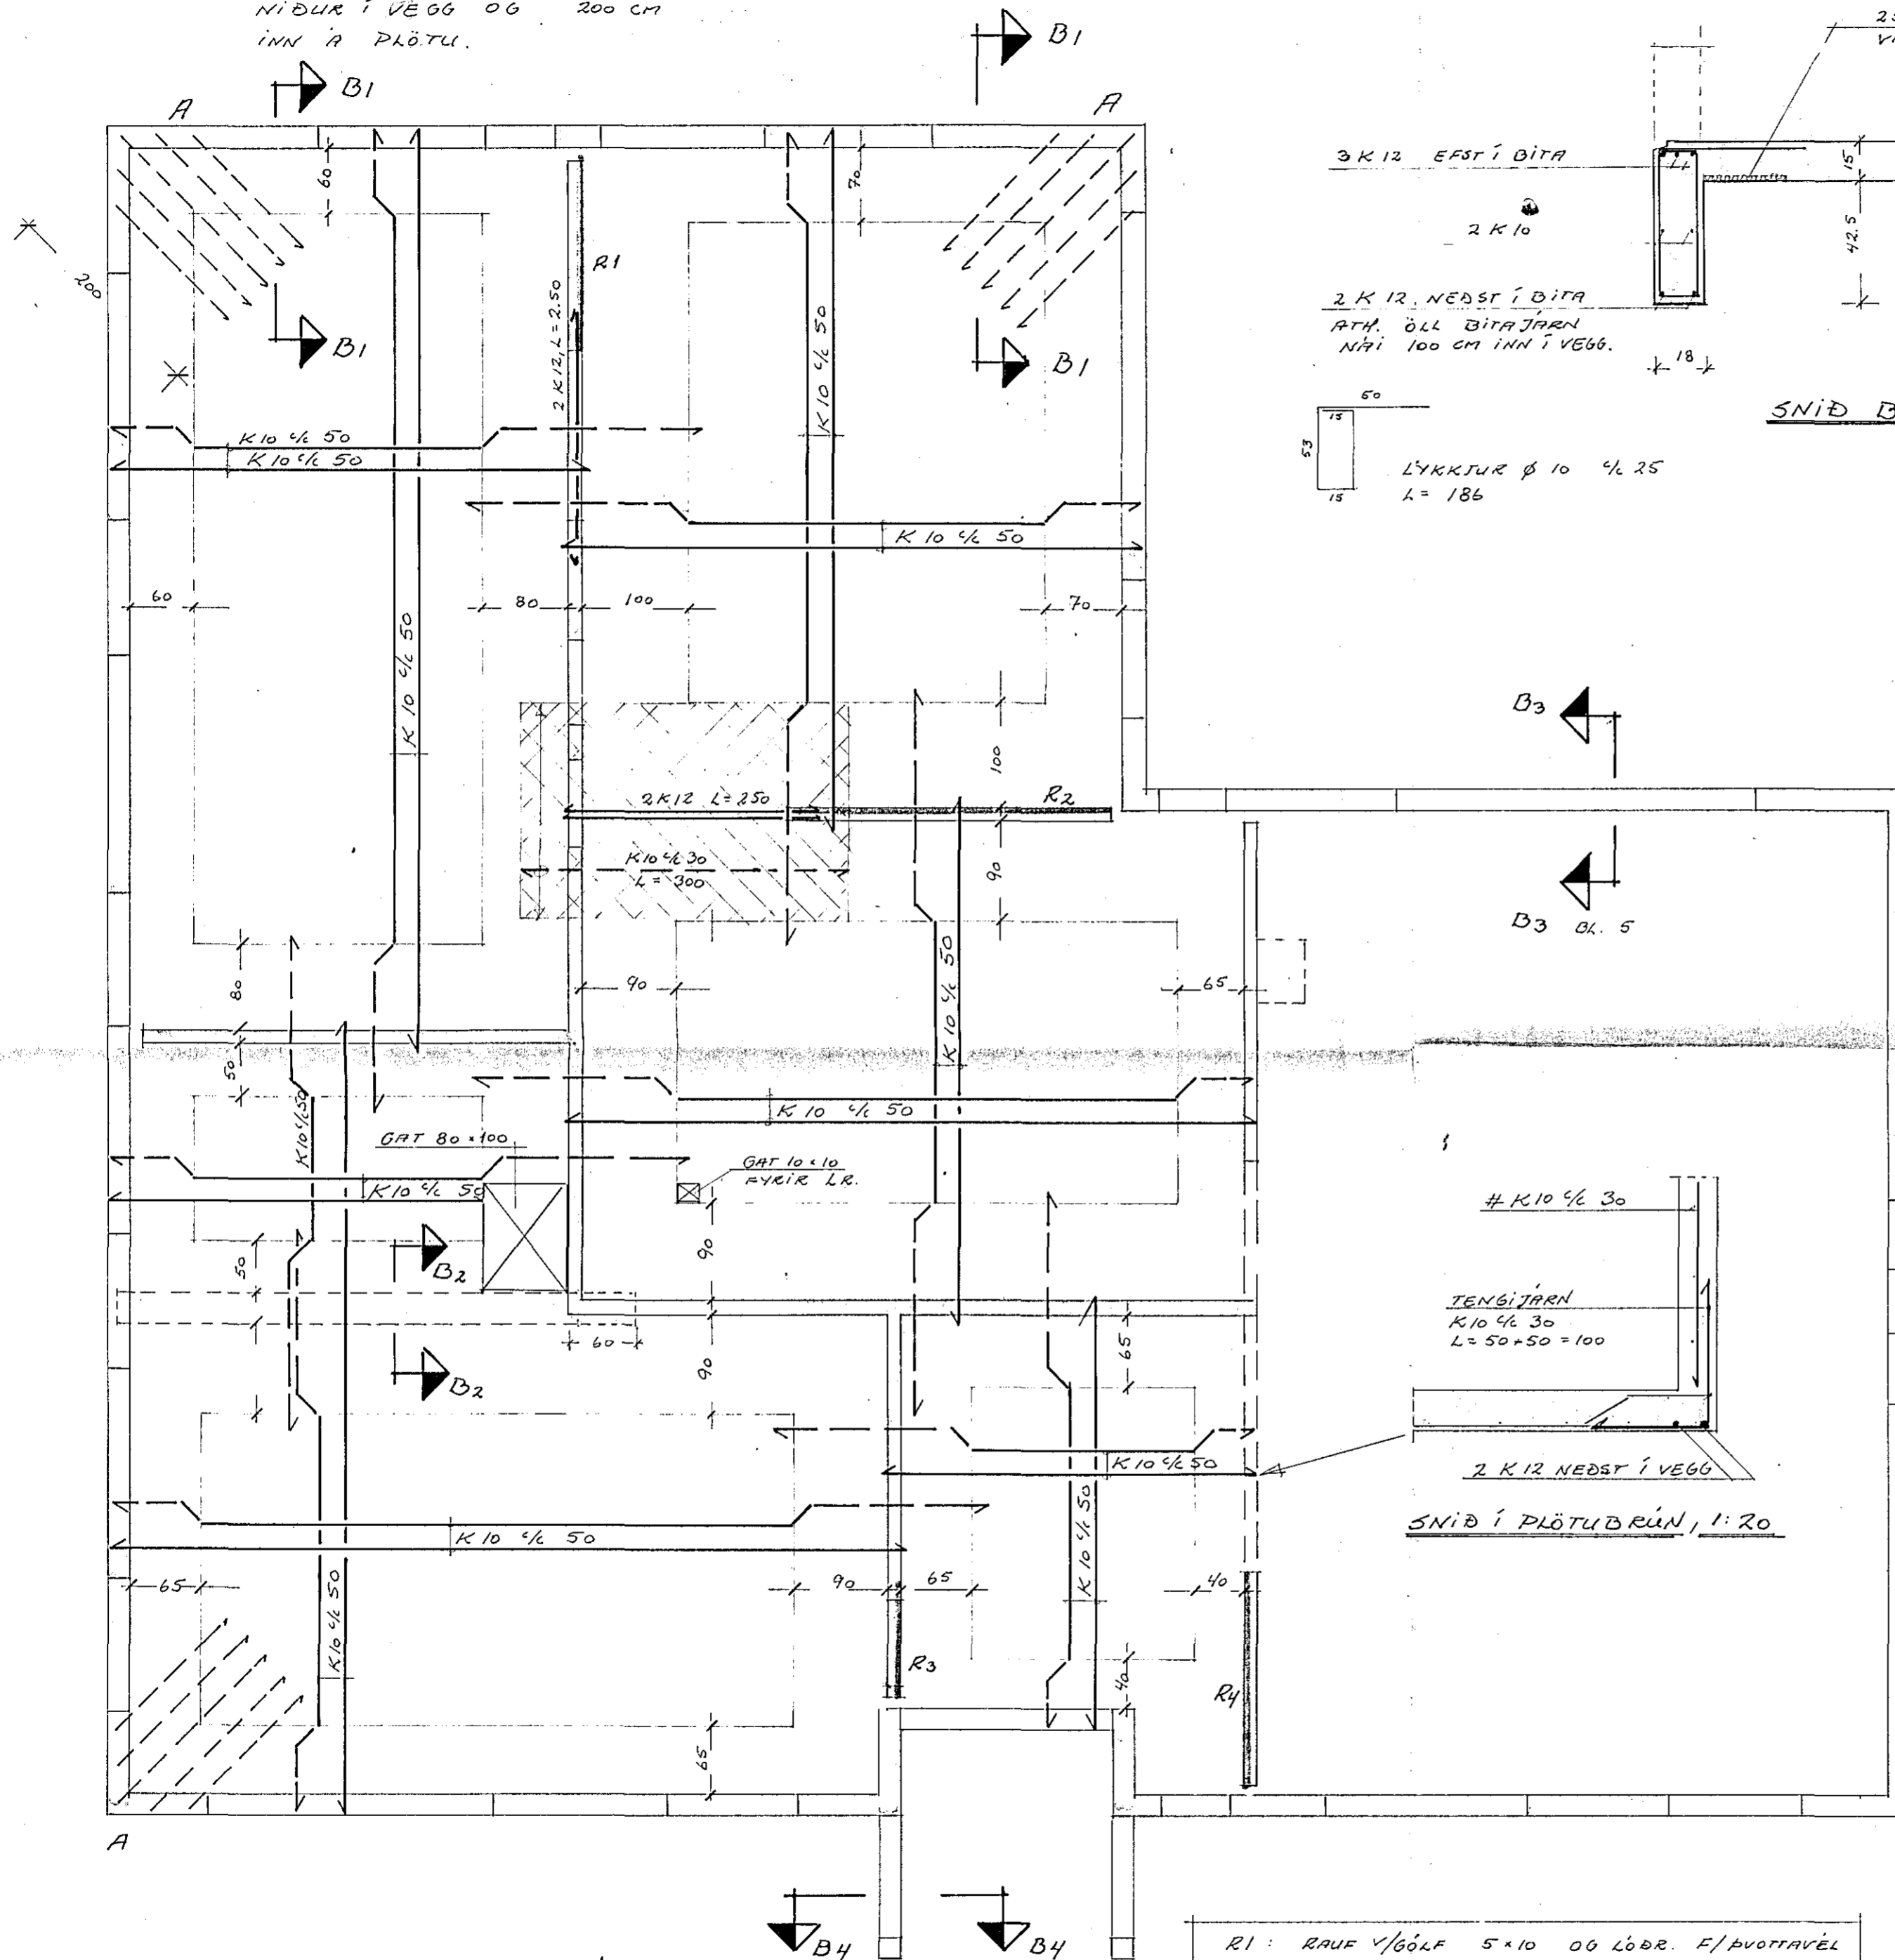 NIÐUR Í VEGG OG 200 CM
INN Á PLÖTU.
B1
B1
A
A
60
70
200
R1
2 K12, L=2.50
K 10 c/c 50
B1
B1
K10 c/c 50
K 10 c/c 50
K 10 c/c 50
60
80
100
70
K 10 c/c 50
100
2K12 L=250
R2
K10 c/c 30
L = 300
90
80
90
65
K 10 c/c 50
50
K10 c/c 50
K 10 c/c 50
GAT 80 × 100
GAT 10 × 10
FYRIR LR.
K10 c/c 50
50
B2
90
60
B2
90
65
K 10 c/c 50
K 10 c/c 50
K 10 c/c 50
65
90
65
40
K10 c/c 50
R3
40
R4
65
A
B4
B4
3 K 12 EFST Í BITA
2 K 10
2 K 12. NEÐST Í BITA
ATH. ÖLL BITAJÁRN
NÁI 100 CM INN Í VEGG.
15
42.5
18
SNIÐ B
60
15
53
15
LYKKJUR ø 10 c/c 25
L = 186
B3
B3 BL. 5
# K10 c/c 30
TENGIJÁRN
K10 c/c 30
L = 50+50 = 100
2 K 12 NEÐST Í VEGG
SNIÐ Í PLÖTUBRÚN, 1:20
R1 : RAUF V/GÓLF 5×10 OG LÓÐR. F/ÞVOTTAVÉL